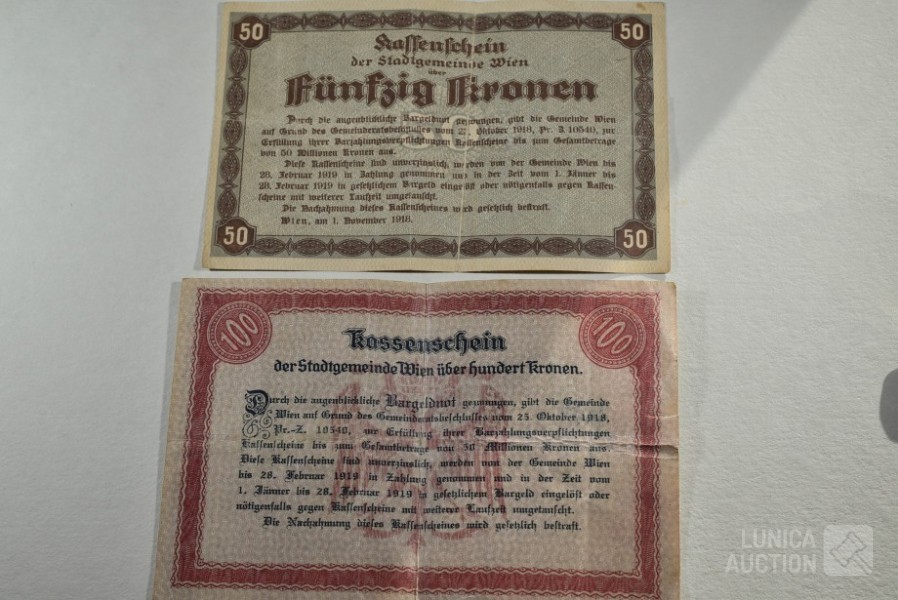 50 50
Kassenschein
der Stadtgemeinde Wien
über
Fünfzig Kronen
Durch die augenblickliche Bargeldnot gezwungen, gibt die Gemeinde Wien
auf Grund des Gemeinderatsbeschlusses vom Oktober 1918, Pr. Z. 10540, zur
Erfüllung ihrer Barzahlungsverpflichtungen Kassenscheine bis zum Gesamtbetrage
von 50 Millionen Kronen aus.
Diese Kassenscheine sind unverzinslich, werden von der Gemeinde Wien bis
28. Februar 1919 in Zahlung genommen und in der Zeit vom 1. Jänner bis
28. Februar 1919 in gesetzlichem Bargeld eingelöst oder nötigenfalls gegen Kassen-
scheine mit weiterer Laufzeit umgetauscht.
Die Nachahmung dieses Kassenscheines wird gesetzlich bestraft.
Wien, am 1. November 1918.
50 50
100 100
Kassenschein
der Stadtgemeinde Wien über hundert Kronen.
Durch die augenblickliche Bargeldnot gezwungen, gibt die Gemeinde
Wien auf Grund des Gemeinderatsbeschlusses vom 25. Oktober 1918,
Pr.-Z. 10540, zur Erfüllung ihrer Barzahlungsverpflichtungen
Kassenscheine bis zum Gesamtbetrage von 50 Millionen Kronen aus.
Diese Kassenscheine sind unverzinslich, werden von der Gemeinde Wien
bis 28. Februar 1919 in Zahlung genommen und in der Zeit vom
1. Jänner bis 28. Februar 1919 in gesetzlichem Bargeld eingelöst oder
nötigenfalls gegen Kassenscheine mit weiterer Laufzeit umgetauscht.
Die Nachahmung dieses Kassenscheines wird gesetzlich bestraft.
LUNICA
AUCTION